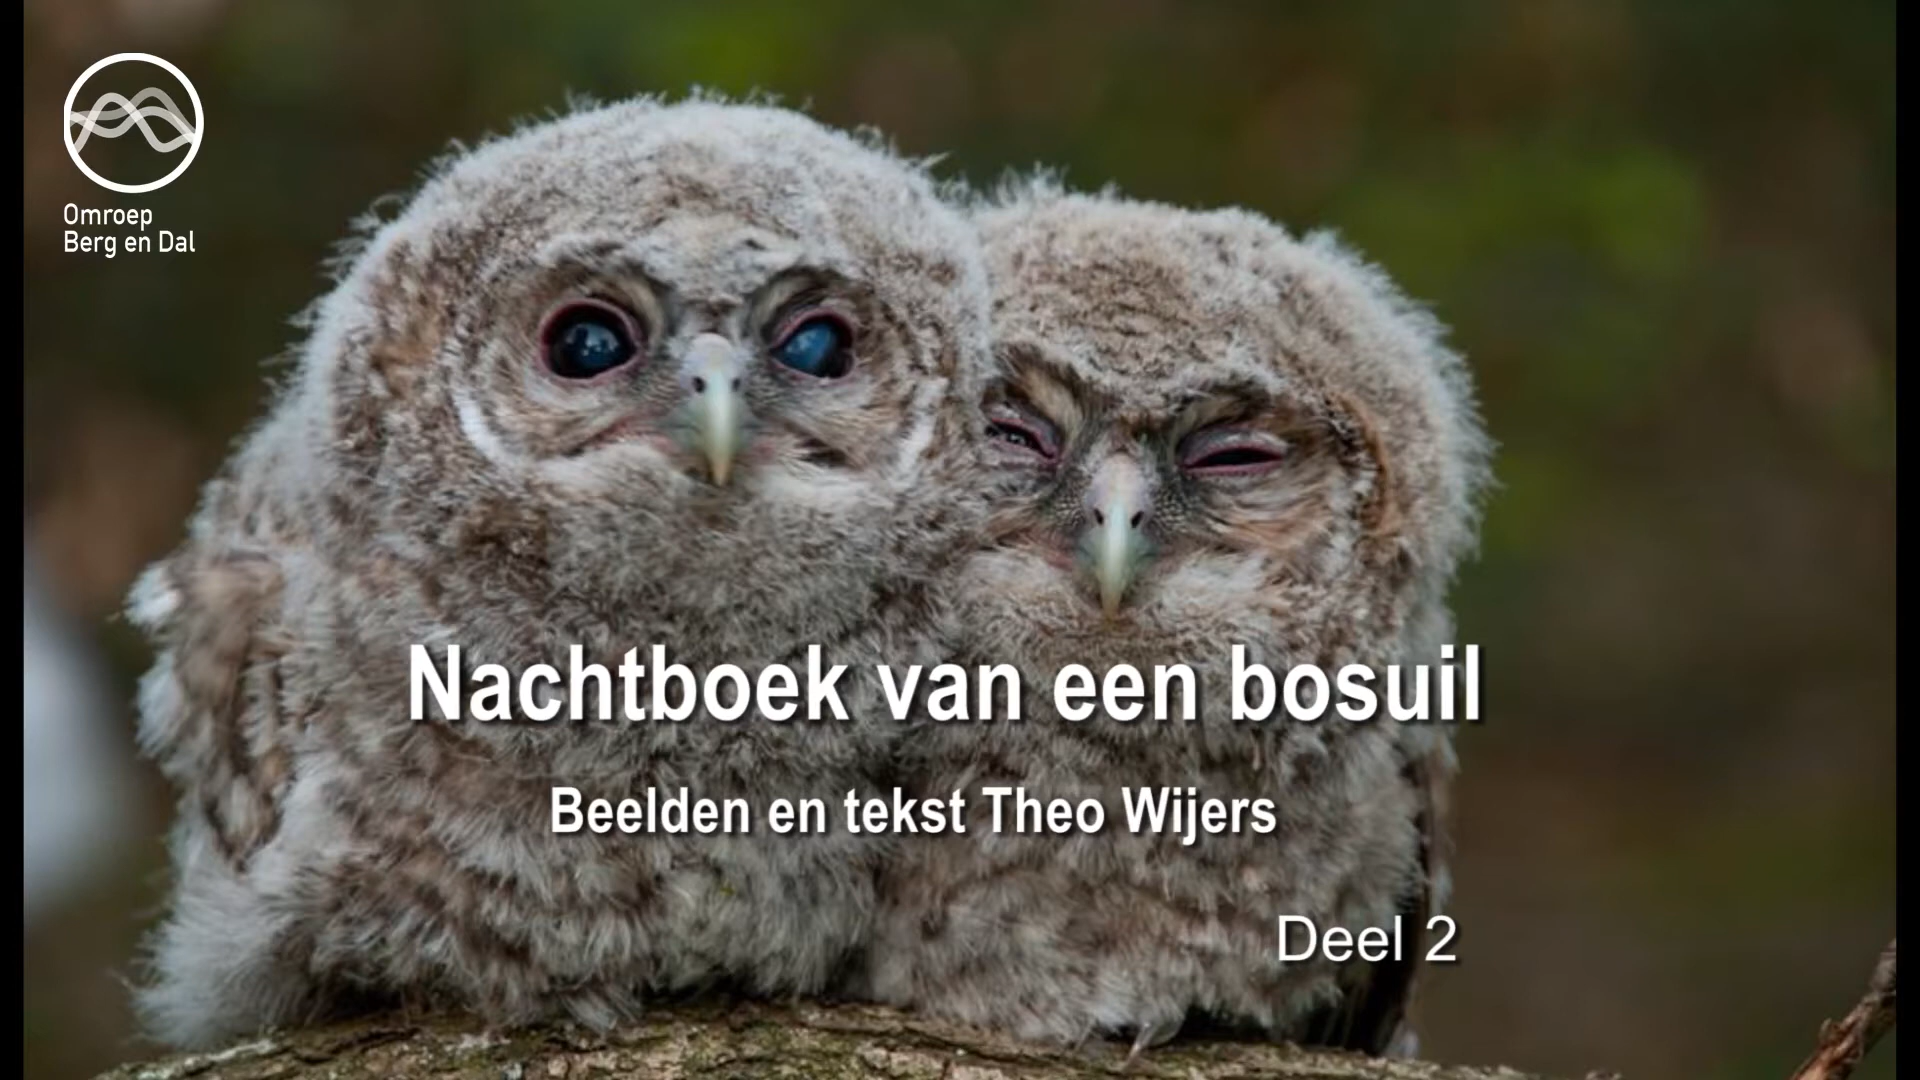 Omroep
Berg en Dal
Nachtboek van een bosuil
Beelden en tekst Theo Wijers
Deel 2